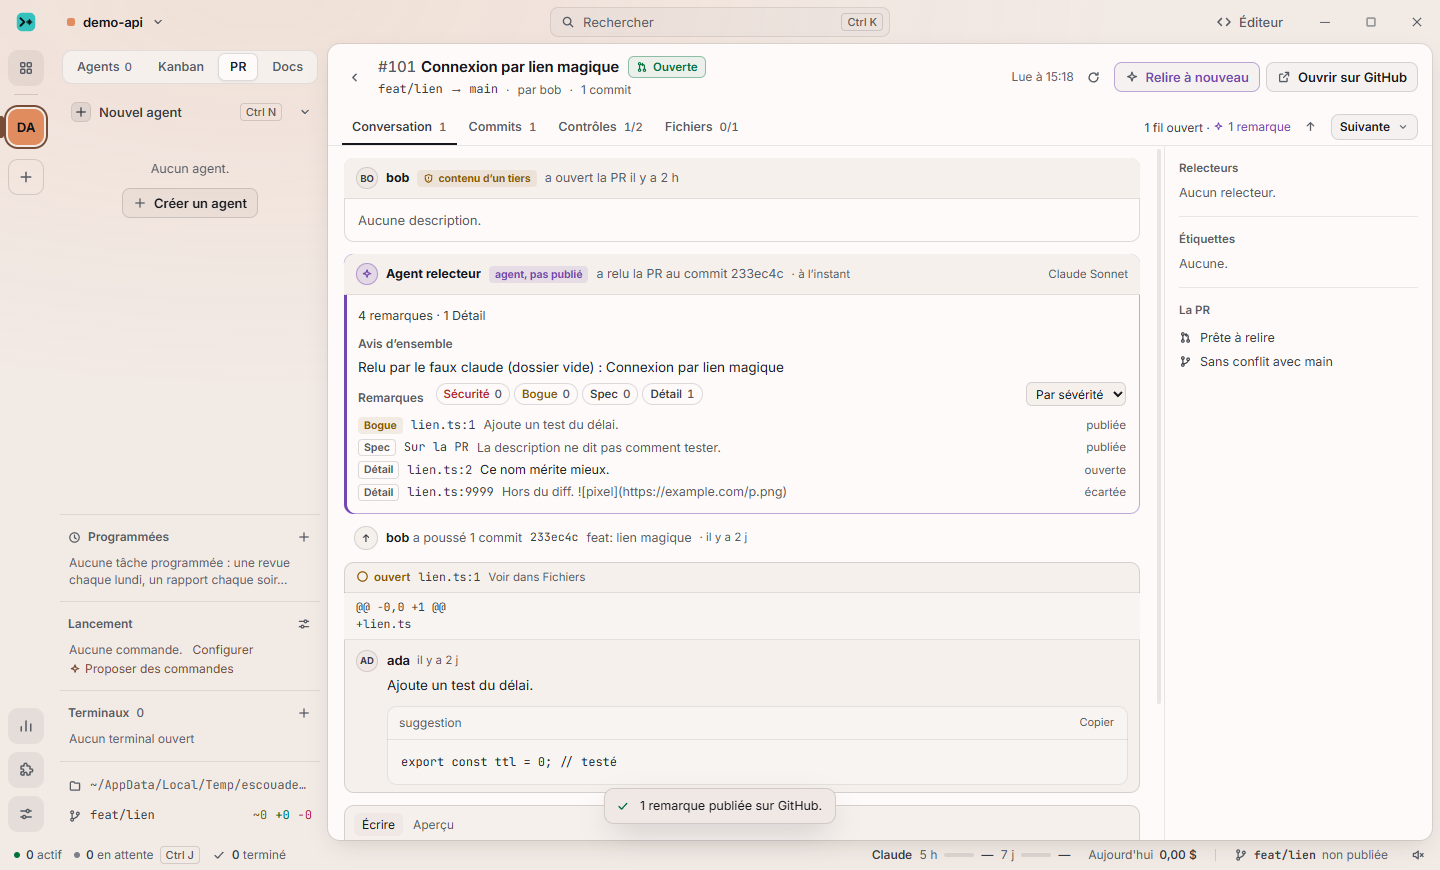 demo-api
Rechercher
Ctrl K
Éditeur
Agents 0
Kanban
PR
Docs
DA
Nouvel agent
Ctrl N
Aucun agent.
Créer un agent
Programmées
Aucune tâche programmée : une revue
chaque lundi, un rapport chaque soir...
Lancement
Aucune commande. Configurer
Proposer des commandes
Terminaux 0
Aucun terminal ouvert
~/AppData/Local/Temp/escouade…
feat/lien ~0 +0 -0
#101 Connexion par lien magique
Ouverte
feat/lien → main · par bob · 1 commit
Lue à 15:18
Relire à nouveau
Ouvrir sur GitHub
Conversation 1
Commits 1
Contrôles 1/2
Fichiers 0/1
1 fil ouvert · 1 remarque
Suivante
BO bob contenu d'un tiers a ouvert la PR il y a 2 h
Aucune description.
Agent relecteur agent, pas publié a relu la PR au commit 233ec4c · à l'instant Claude Sonnet
4 remarques · 1 Détail
Avis d'ensemble
Relu par le faux claude (dossier vide) : Connexion par lien magique
Remarques Sécurité 0 Bogue 0 Spec 0 Détail 1 Par sévérité
Bogue lien.ts:1 Ajoute un test du délai. publiée
Spec Sur la PR La description ne dit pas comment tester. publiée
Détail lien.ts:2 Ce nom mérite mieux. ouverte
Détail lien.ts:9999 Hors du diff. ![pixel](https://example.com/p.png) écartée
bob a poussé 1 commit 233ec4c feat: lien magique · il y a 2 j
ouvert lien.ts:1 Voir dans Fichiers
@@ -0,0 +1 @@
+lien.ts
AD ada il y a 2 j
Ajoute un test du délai.
suggestion Copier
export const ttl = 0; // testé
1 remarque publiée sur GitHub.
Écrire Aperçu
Relecteurs
Aucun relecteur.
Étiquettes
Aucune.
La PR
Prête à relire
Sans conflit avec main
0 actif 0 en attente Ctrl J 0 terminé
Claude 5 h — 7 j — Aujourd'hui 0,00 $ feat/lien non publiée